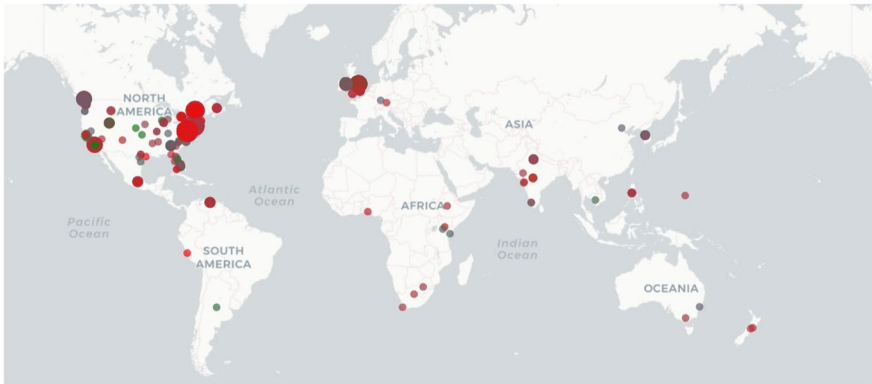 NORTH
AMERICA
ASIA
Atlantic
Ocean
AFRICA
Pacific
Ocean
Indian
Ocean
SOUTH
AMERICA
OCEANIA